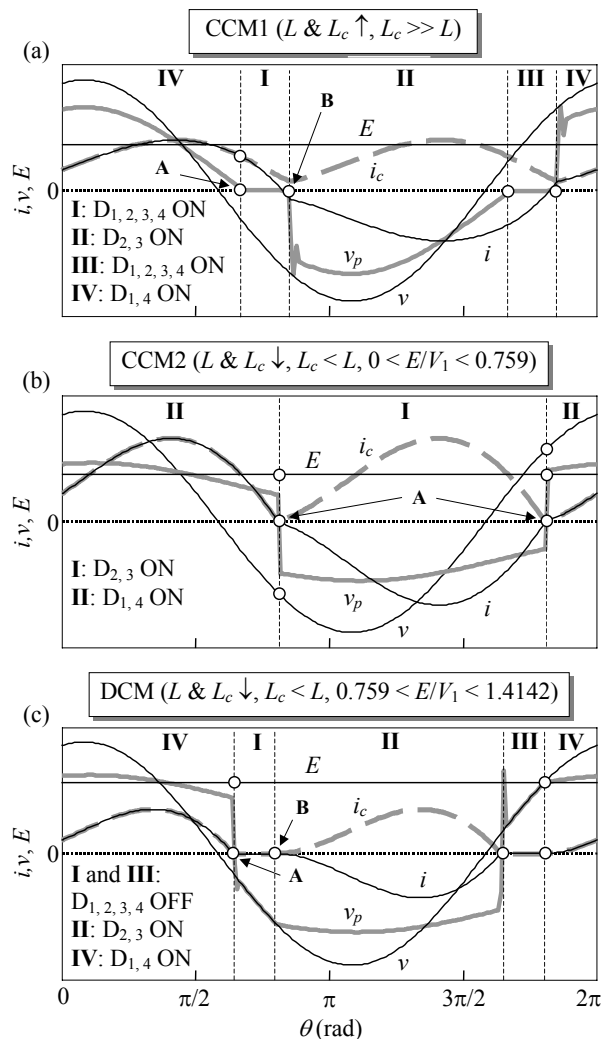 CCM1 (L & Lc ↑, Lc >> L)
(a)
IV I II III IV
B
E
A
ic
0
i,v, E
I: D1, 2, 3, 4 ON
II: D2, 3 ON
III: D1, 2, 3, 4 ON
IV: D1, 4 ON
vp
v
i
CCM2 (L & Lc ↓, Lc < L, 0 < E/V1 < 0.759)
(b)
II I II
ic
E
A
0
i,v, E
I: D2, 3 ON
II: D1, 4 ON
vp
v
i
DCM (L & Lc ↓, Lc < L, 0.759 < E/V1 < 1.4142)
(c)
IV I II III IV
E
B
ic
0
A
i,v, E
i
I and III:
D1, 2, 3, 4 OFF
II: D2, 3 ON
IV: D1, 4 ON
vp
v
0 π/2 π 3π/2 2π
θ (rad)